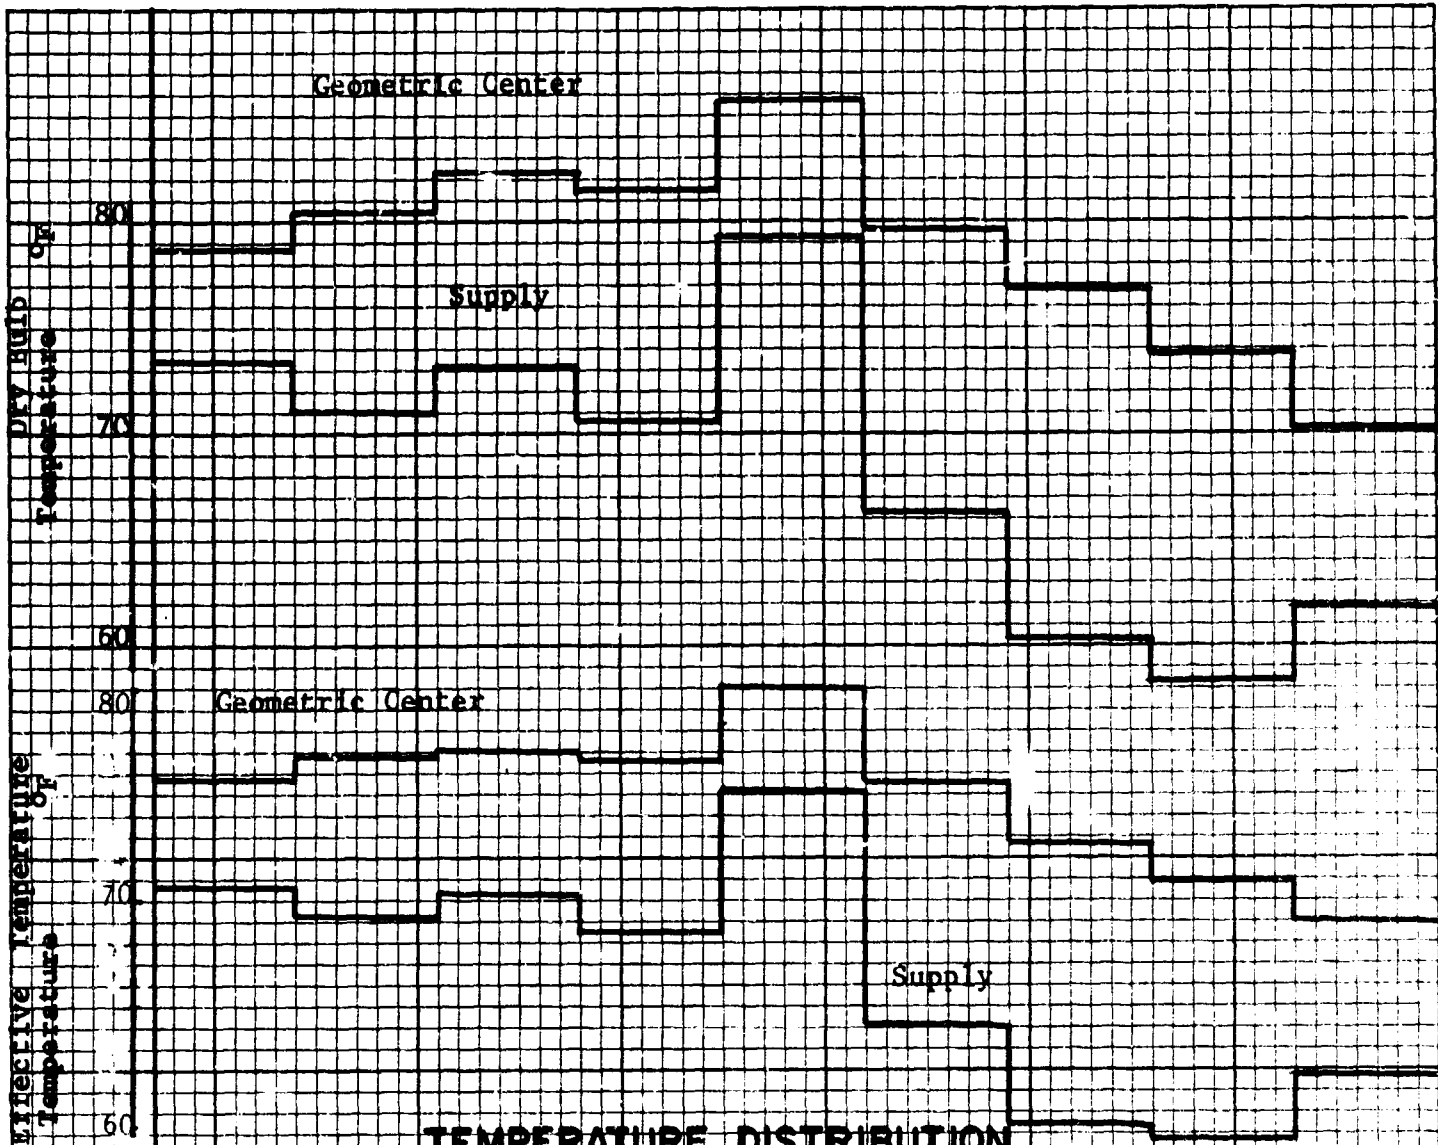 Geometric Center
80
°F
Supply
Dry Bulb
Temperature
70
60
80
Geometric Center
°F
Effective Temperature
70
Temperature
Supply
60
TEMPERATURE DISTRIBUTION